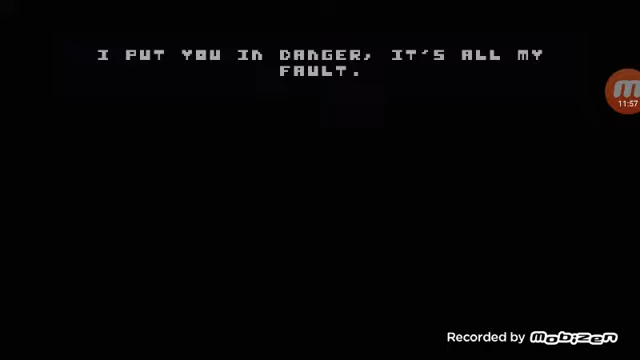 I PUT YOU IN DANGER, IT'S ALL MY
FAULT.
m
11:57
Recorded by mobizen